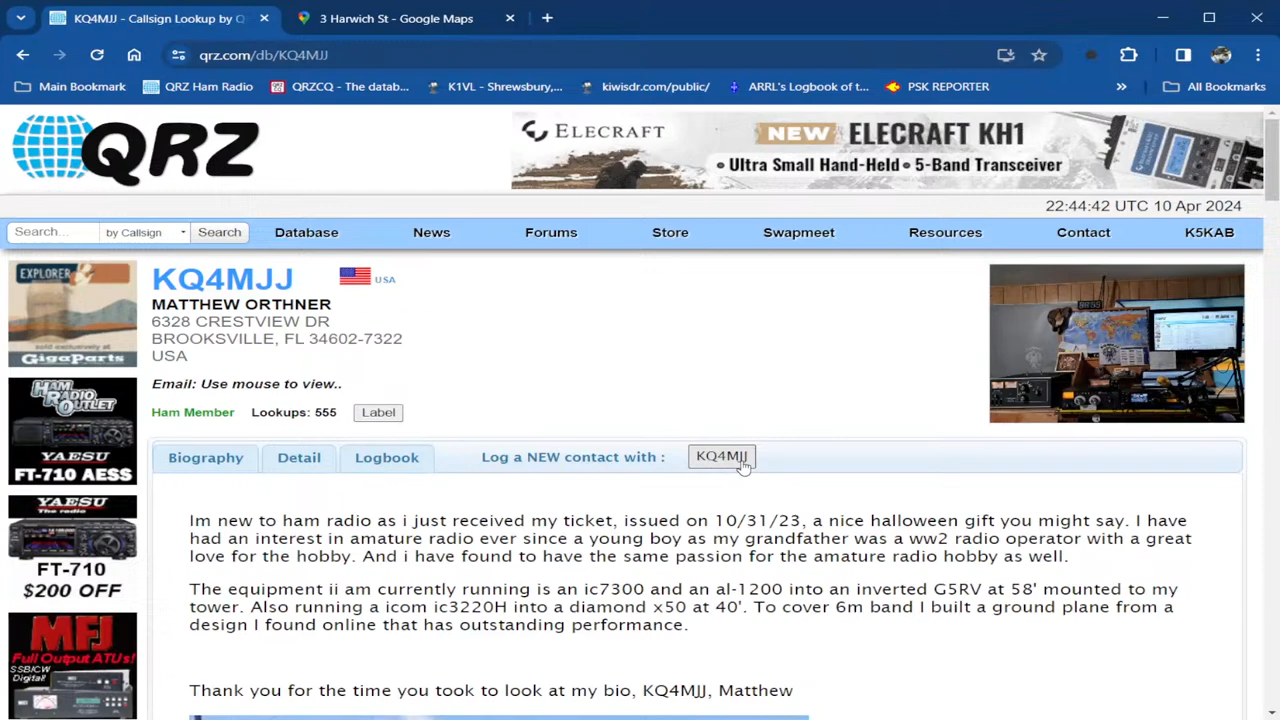 KQ4MJJ - Callsign Lookup by Q
3 Harwich St - Google Maps
qrz.com/db/KQ4MJJ
Main Bookmark
QRZ Ham Radio
QRZCQ - The datab...
K1VL - Shrewsbury,...
kiwisdr.com/public/
ARRL's Logbook of t...
PSK REPORTER
»
All Bookmarks
QRZ
ELECRAFT
NEW ELECRAFT KH1
• Ultra Small Hand-Held • 5-Band Transceiver
22:44:42 UTC 10 Apr 2024
Search...
by Callsign
Search
Database
News
Forums
Store
Swapmeet
Resources
Contact
K5KAB
EXPLORER
sold exclusively at
GigaParts
KQ4MJJ
USA
MATTHEW ORTHNER
6328 CRESTVIEW DR
BROOKSVILLE, FL 34602-7322
USA
Email: Use mouse to view..
Ham Member
Lookups: 555
Label
HAM RADIO OUTLET
YAESU
FT-710 AESS
YAESU
The radio
FT-710
$200 OFF
MFJ
Full Output ATUs!
SSB/CW
Digital!
Biography
Detail
Logbook
Log a NEW contact with :
KQ4MJJ
Im new to ham radio as i just received my ticket, issued on 10/31/23, a nice halloween gift you might say. I have
had an interest in amature radio ever since a young boy as my grandfather was a ww2 radio operator with a great
love for the hobby. And i have found to have the same passion for the amature radio hobby as well.
The equipment ii am currently running is an ic7300 and an al-1200 into an inverted G5RV at 58' mounted to my
tower. Also running a icom ic3220H into a diamond x50 at 40'. To cover 6m band I built a ground plane from a
design I found online that has outstanding performance.
Thank you for the time you took to look at my bio, KQ4MJJ, Matthew